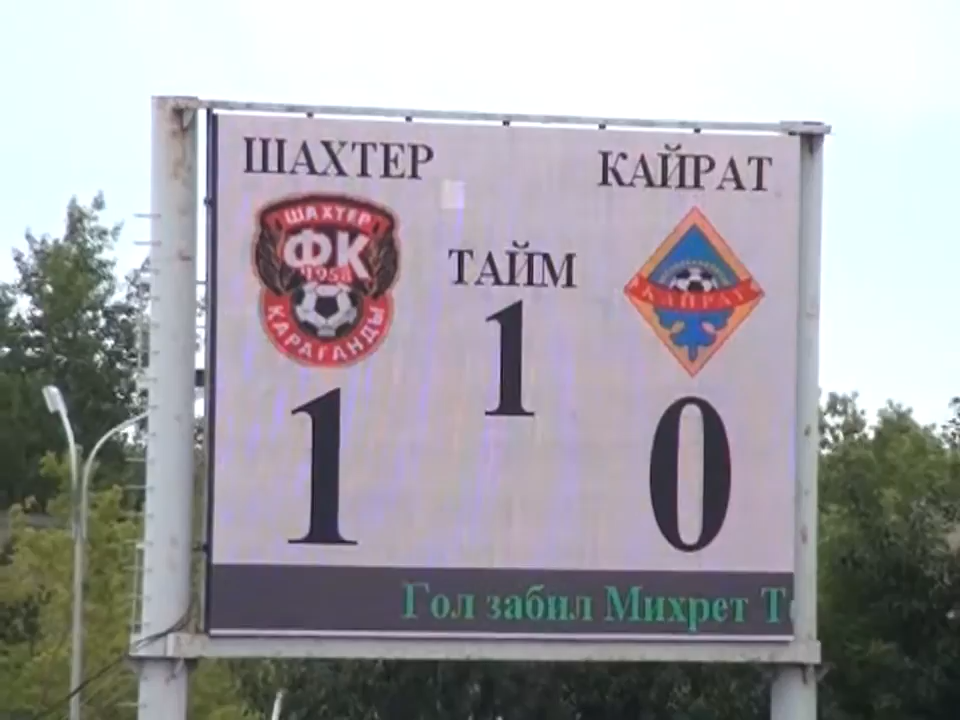 ШАХТЕР
КАЙРАТ
ШАХТЕР
ФК
1958
КАРАГАНДЫ
ТАЙМ
1
КАЙРАТ
1
0
Гол забил Михрет Т